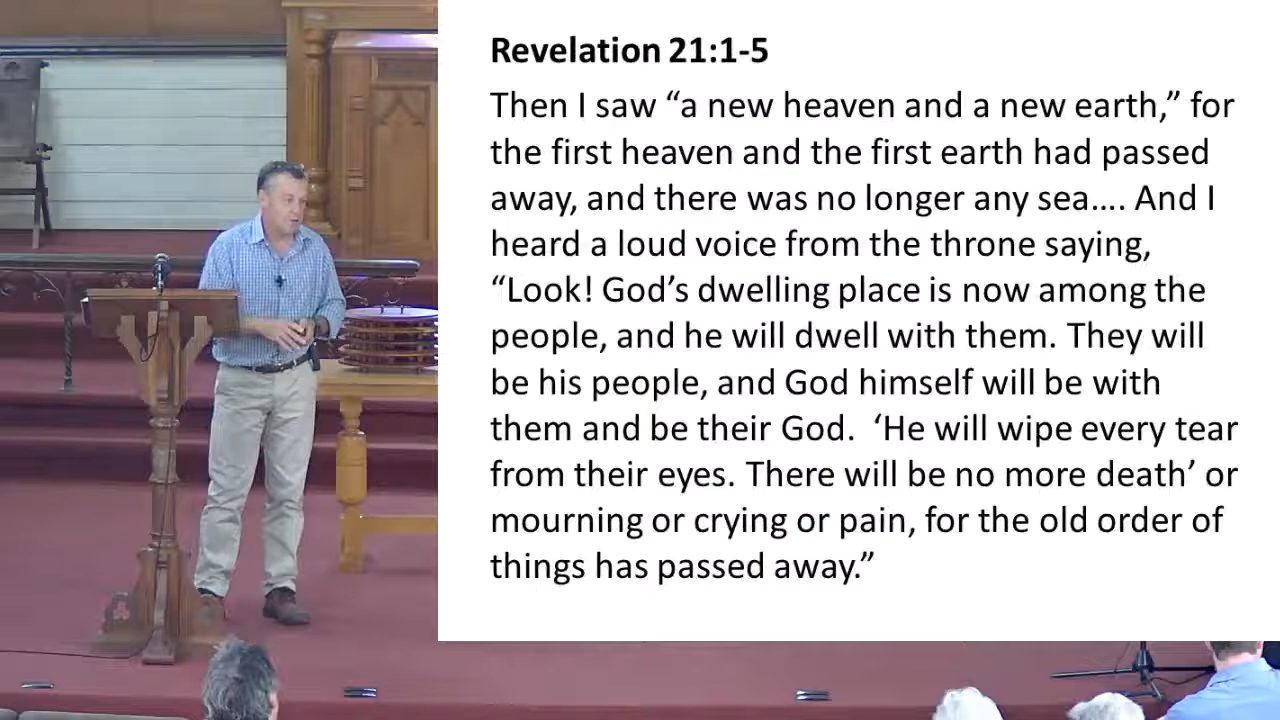 Revelation 21:1-5
Then I saw “a new heaven and a new earth,” for
the first heaven and the first earth had passed
away, and there was no longer any sea…. And I
heard a loud voice from the throne saying,
“Look! God’s dwelling place is now among the
people, and he will dwell with them. They will
be his people, and God himself will be with
them and be their God.  ‘He will wipe every tear
from their eyes. There will be no more death’ or
mourning or crying or pain, for the old order of
things has passed away.”